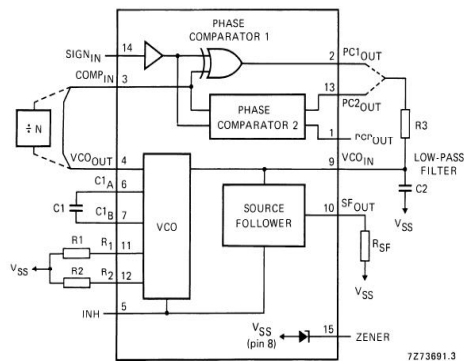 PHASE
COMPARATOR 1
SIGN_IN 14
COMP_IN 3
2 PC1_OUT
13 PC2_OUT
÷ N
PHASE
COMPARATOR 2
1 PCP_OUT
R3
VCO_OUT 4
9 VCO_IN
LOW-PASS
FILTER
C1_A 6
C1
C1_B 7
VCO
SOURCE
FOLLOWER
10 SF_OUT
C2
V_SS
R1 R_1 11
V_SS
R2 R_2 12
R_SF
V_SS
INH 5
V_SS
(pin 8)
15 ZENER
7Z73691.3